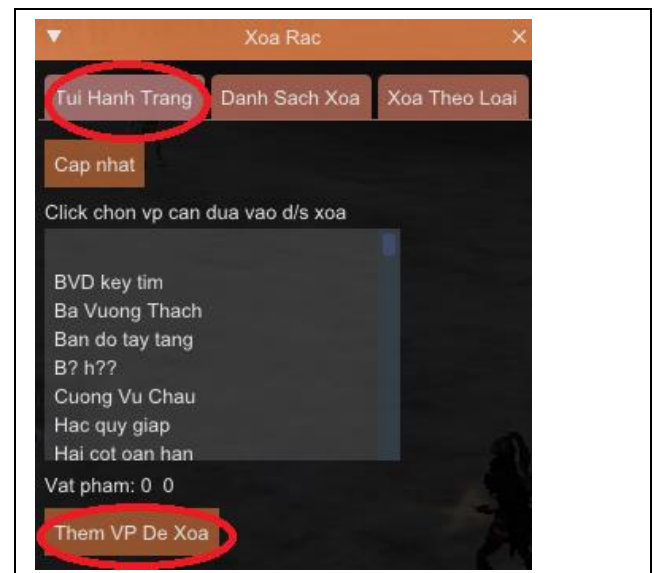 Xoa Rac
Tui Hanh Trang Danh Sach Xoa Xoa Theo Loai
Cap nhat
Click chon vp can dua vao d/s xoa
BVD key tim
Ba Vuong Thach
Ban do tay tang
B? h??
Cuong Vu Chau
Hac quy giap
Hai cot oan han
Vat pham: 0 0
Them VP De Xoa